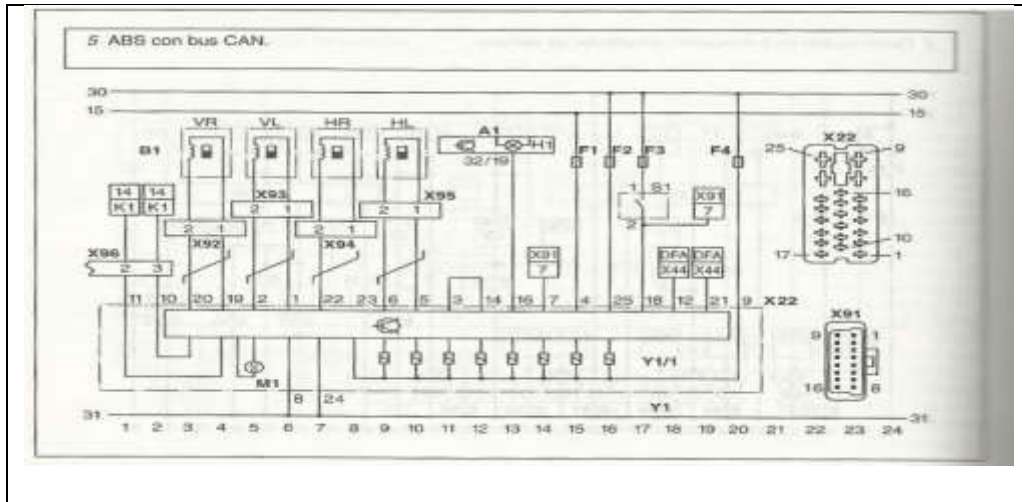 5 ABS con bus CAN.
30 30
15 15
VR VL HR HL A1 H1 F1 F2 F3 F4 X22
B1 32/19 25 9
14 14 X93 X95 1 S1 X91 16
K1 K1 2 1 2 1 7
2 1 2 1 2 10
X92 X94 X91 DFA DFA 17 1
X96 2 3 7 X44 X44
11 10 20 19 2 1 22 23 6 5 3 14 16 7 4 25 18 12 21 9 X22
X91
9 1
Y1/1
M1 16 8
8 24 Y1
31 31
1 2 3 4 5 6 7 8 9 10 11 12 13 14 15 16 17 18 19 20 21 22 23 24